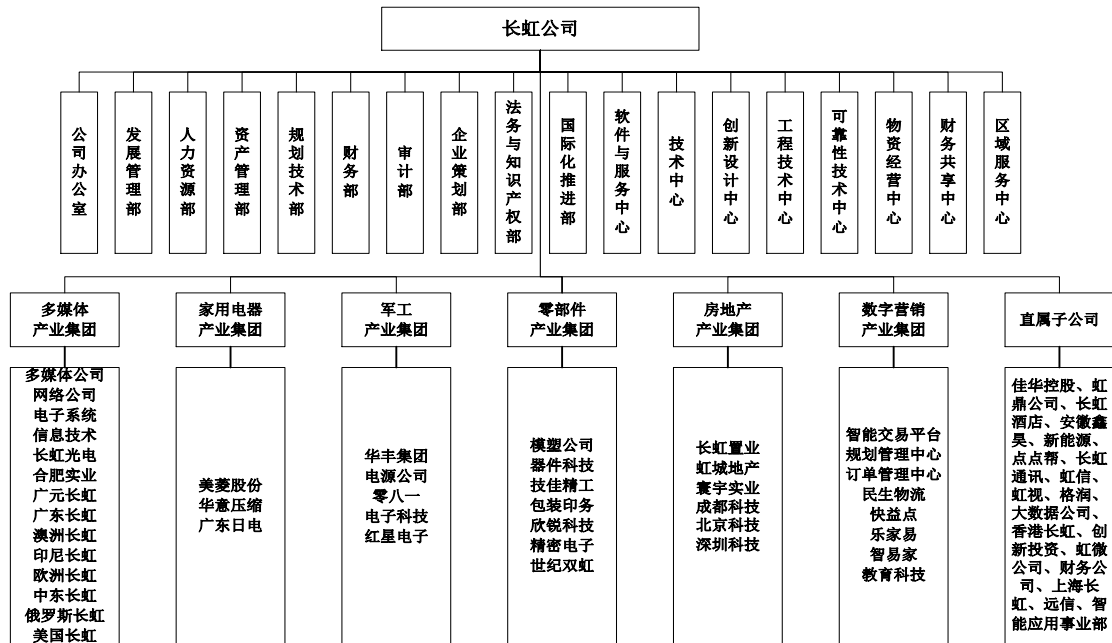 长虹公司
公司办公室
发展管理部
人力资源部
资产管理部
规划技术部
财务部
审计部
企业策划部
法务与知识产权部
国际化推进部
软件与服务中心
技术中心
创新设计中心
工程技术中心
可靠性技术中心
物资经营中心
财务共享中心
区域服务中心
多媒体
产业集团
家用电器
产业集团
军工
产业集团
零部件
产业集团
房地产
产业集团
数字营销
产业集团
直属子公司
多媒体公司
网络公司
电子系统
信息技术
长虹光电
合肥实业
广元长虹
广东长虹
澳洲长虹
印尼长虹
欧洲长虹
中东长虹
俄罗斯长虹
美国长虹
美菱股份
华意压缩
广东日电
华丰集团
电源公司
零八一
电子科技
红星电子
模塑公司
器件科技
技佳精工
包装印务
欣锐科技
精密电子
世纪双虹
长虹置业
虹城地产
寰宇实业
成都科技
北京科技
深圳科技
智能交易平台
规划管理中心
订单管理中心
民生物流
快益点
乐家易
智易家
教育科技
佳华控股、虹
鼎公司、长虹
酒店、安徽鑫
昊、新能源、
点点帮、长虹
通讯、虹信、
虹视、格润、
大数据公司、
香港长虹、创
新投资、虹微
公司、财务公
司、上海长
虹、远信、智
能应用事业部